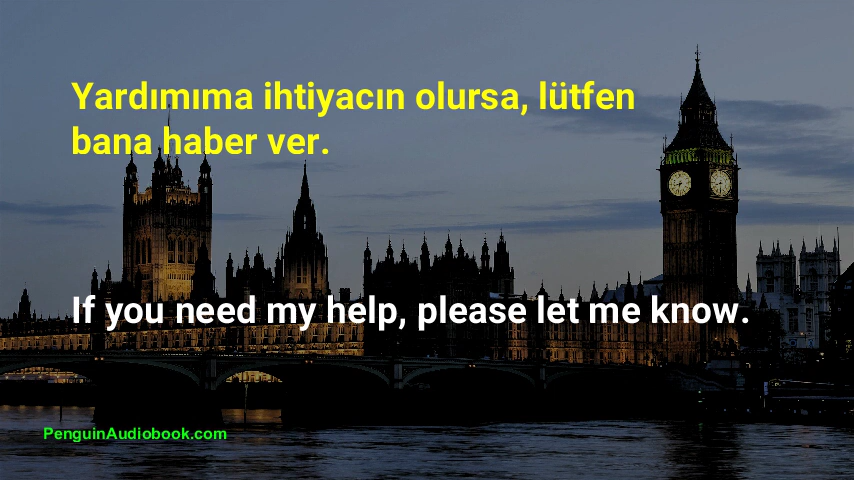 Yardımıma ihtiyacın olursa, lütfen
bana haber ver.
If you need my help, please let me know.
PenguinAudiobook.com